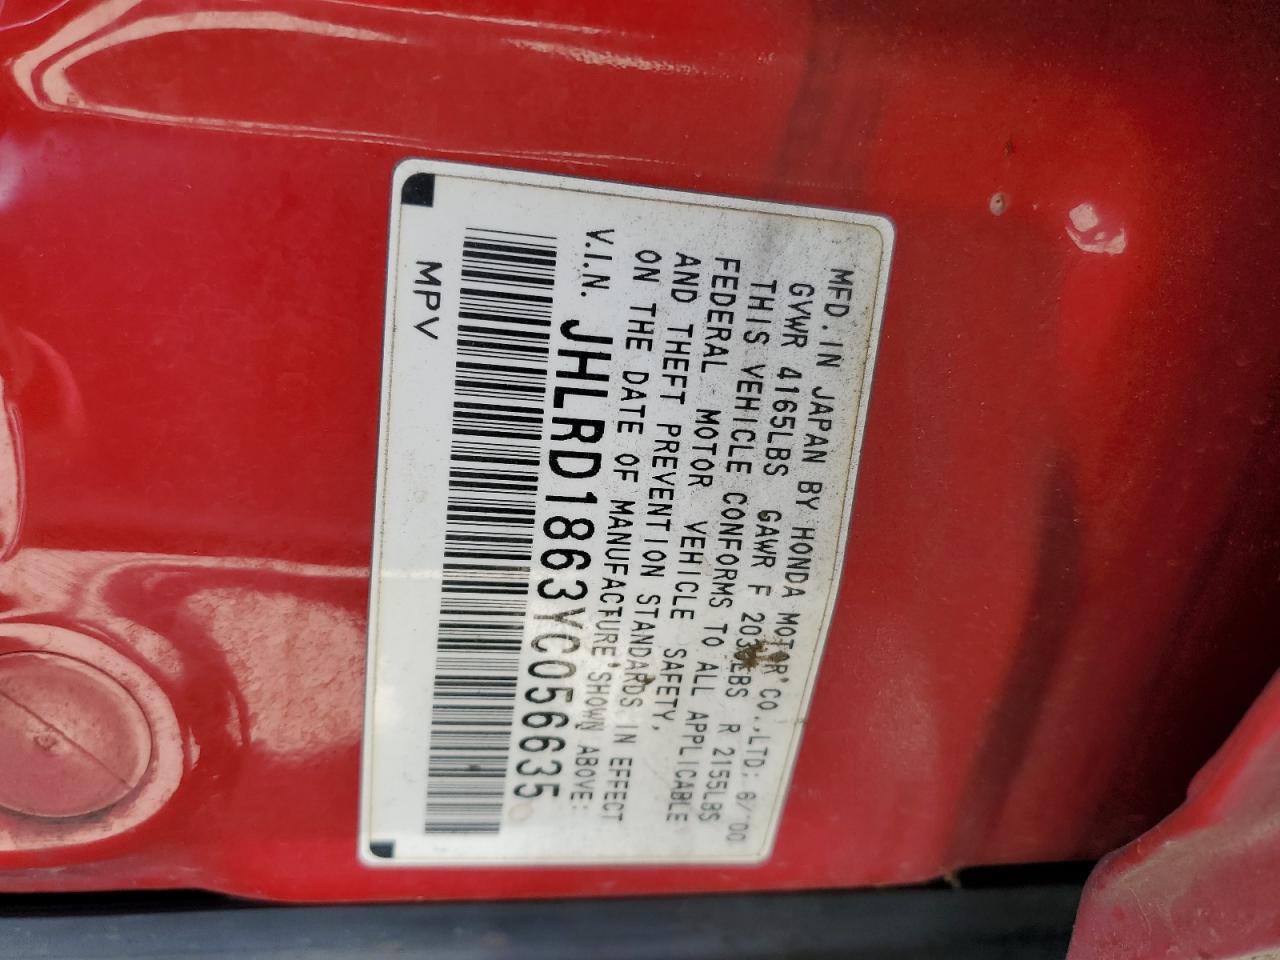 MFD. IN JAPAN BY HONDA MOTOR CO.,LTD; 6/'00
GVWR 4165LBS GAWR F LBS R 2155LBS
THIS VEHICLE CONFORMS TO ALL APPLICABLE
FEDERAL MOTOR VEHICLE SAFETY,
AND THEFT PREVENTION STANDARDS IN EFFECT
ON THE DATE OF MANUFACTURE SHOWN ABOVE:
V.I.N. JHLRD1863YC056635
MPV